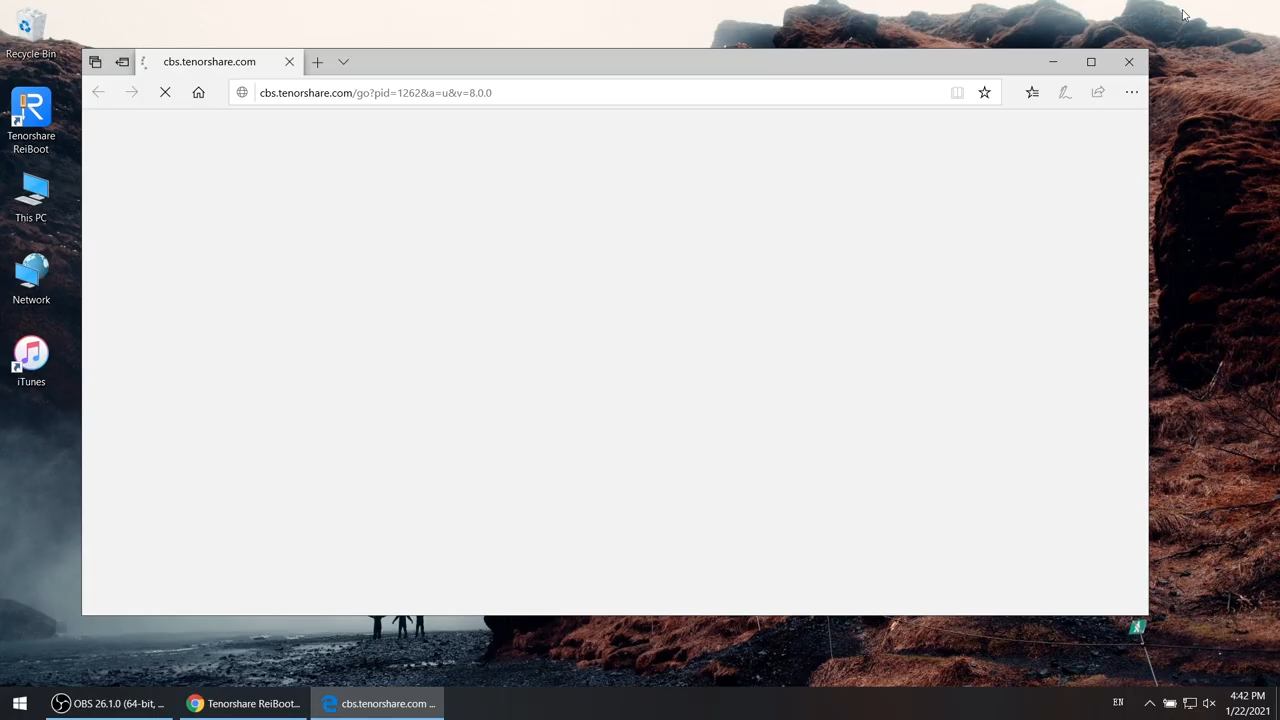 Recycle Bin
Tenorshare
ReiBoot
This PC
Network
iTunes
cbs.tenorshare.com
cbs.tenorshare.com/go?pid=1262&a=u&v=8.0.0
OBS 26.1.0 (64-bit, ...
Tenorshare ReiBoot...
cbs.tenorshare.com ...
EN
4:42 PM
1/22/2021